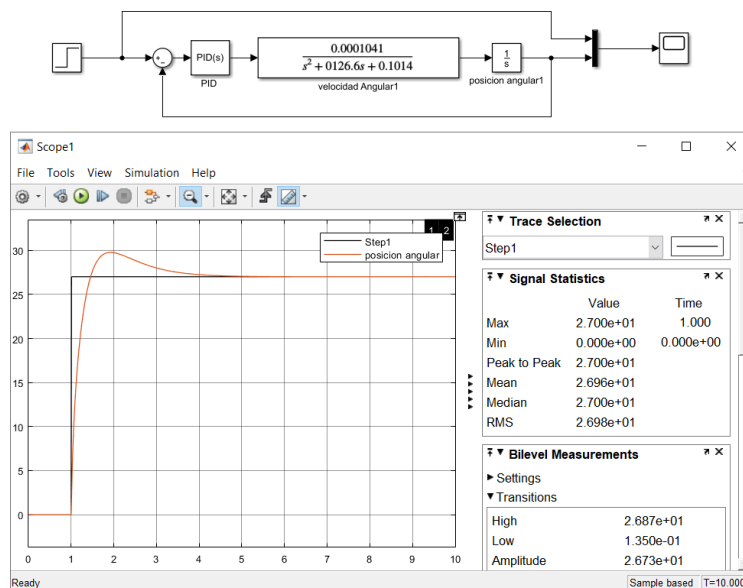 PID(s)
PID
0.0001041
s² + 0126.6s + 0.1014
velocidad Angular1
1
s
posicion angular1
Scope1
File Tools View Simulation Help
1 2
Step1
posicion angular
30
25
20
15
10
5
0
0 1 2 3 4 5 6 7 8 9 10
Trace Selection
Step1
Signal Statistics
Value Time
Max 2.700e+01 1.000
Min 0.000e+00 0.000e+00
Peak to Peak 2.700e+01
Mean 2.696e+01
Median 2.700e+01
RMS 2.698e+01
Bilevel Measurements
Settings
Transitions
High 2.687e+01
Low 1.350e-01
Amplitude 2.673e+01
Ready Sample based T=10.000